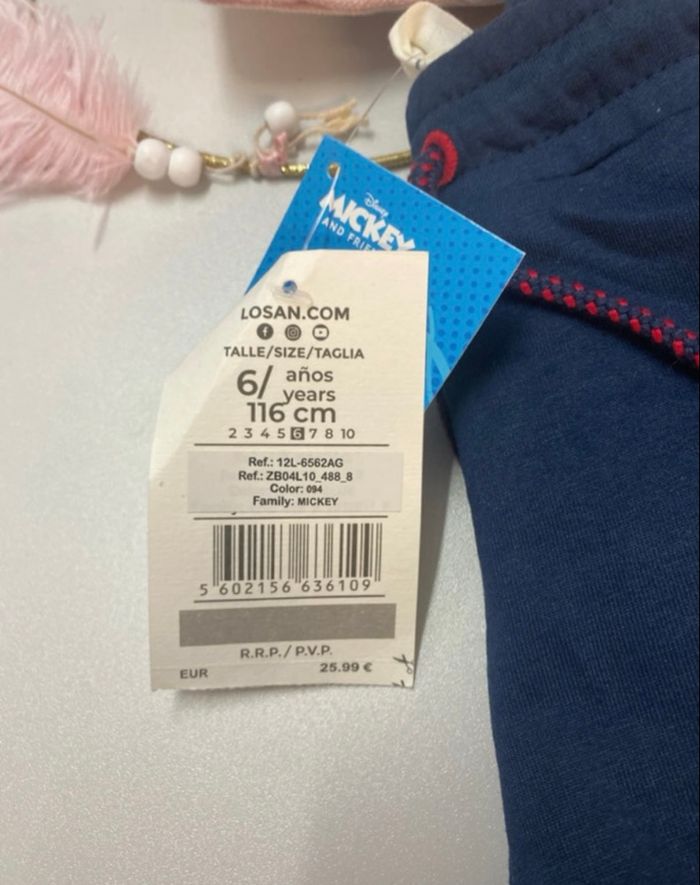 Disney
MICKEY
AND
LOSAN.COM
TALLE/SIZE/TAGLIA
6/ años
years
116 cm
2 3 4 5 6 7 8 10
Ref.: 12L-6562AG
Ref.: ZB04L10_488_8
Color: 094
Family: MICKEY
5 602156 636109
R.R.P./ P.V.P.
EUR 25.99 €